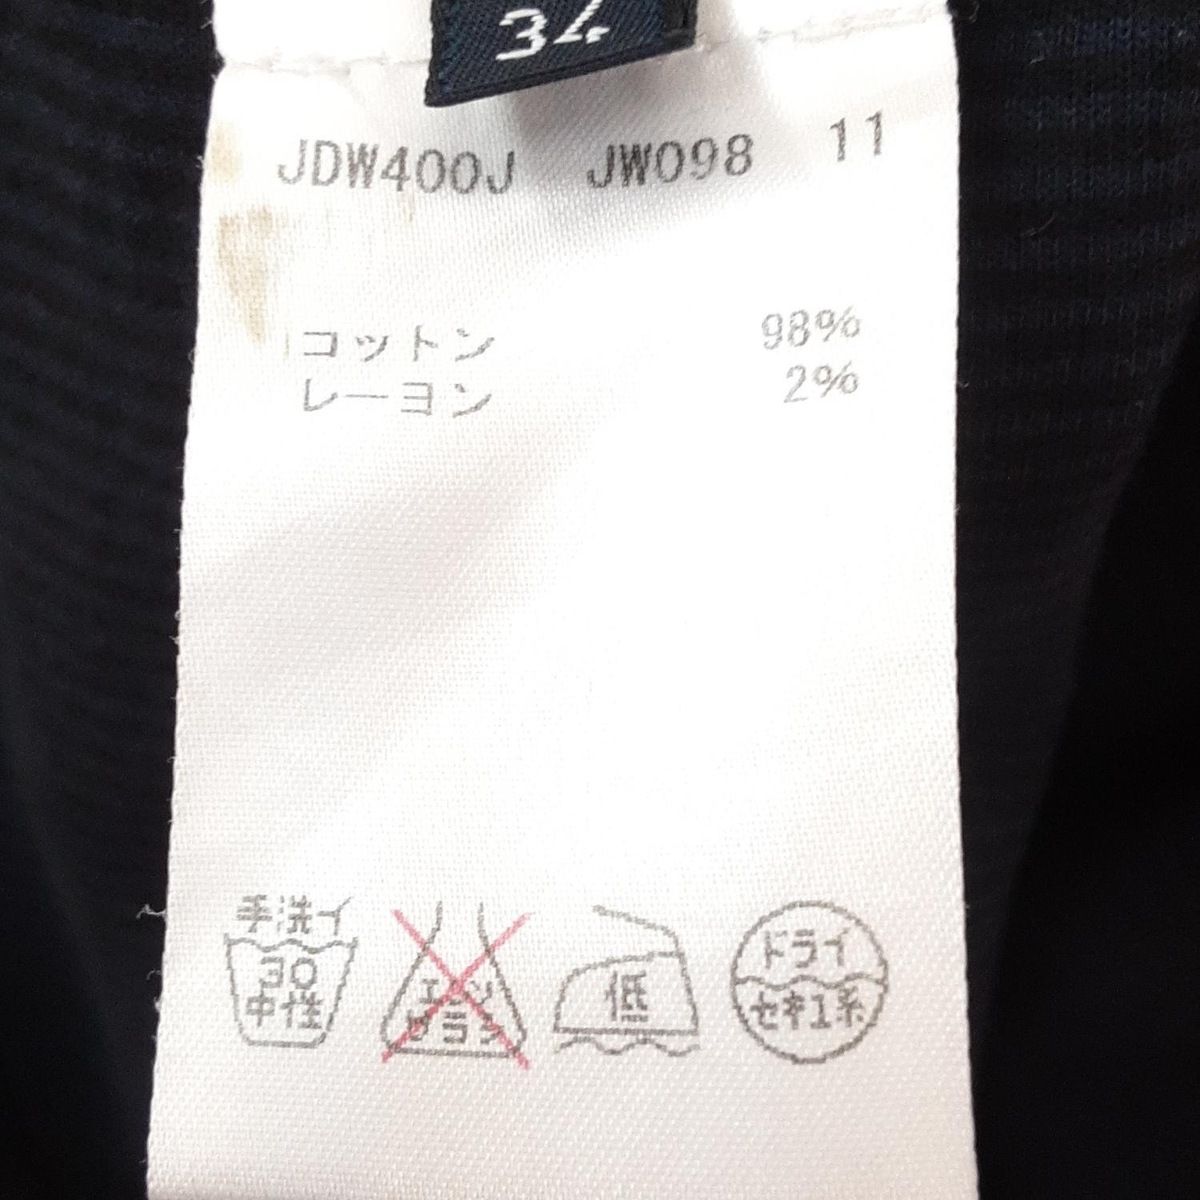 34
JDW400J JW098 11
コットン 98%
レーヨン 2%
手洗イ
30
中性
エンソ
サラシ
低
ドライ
セキユ系